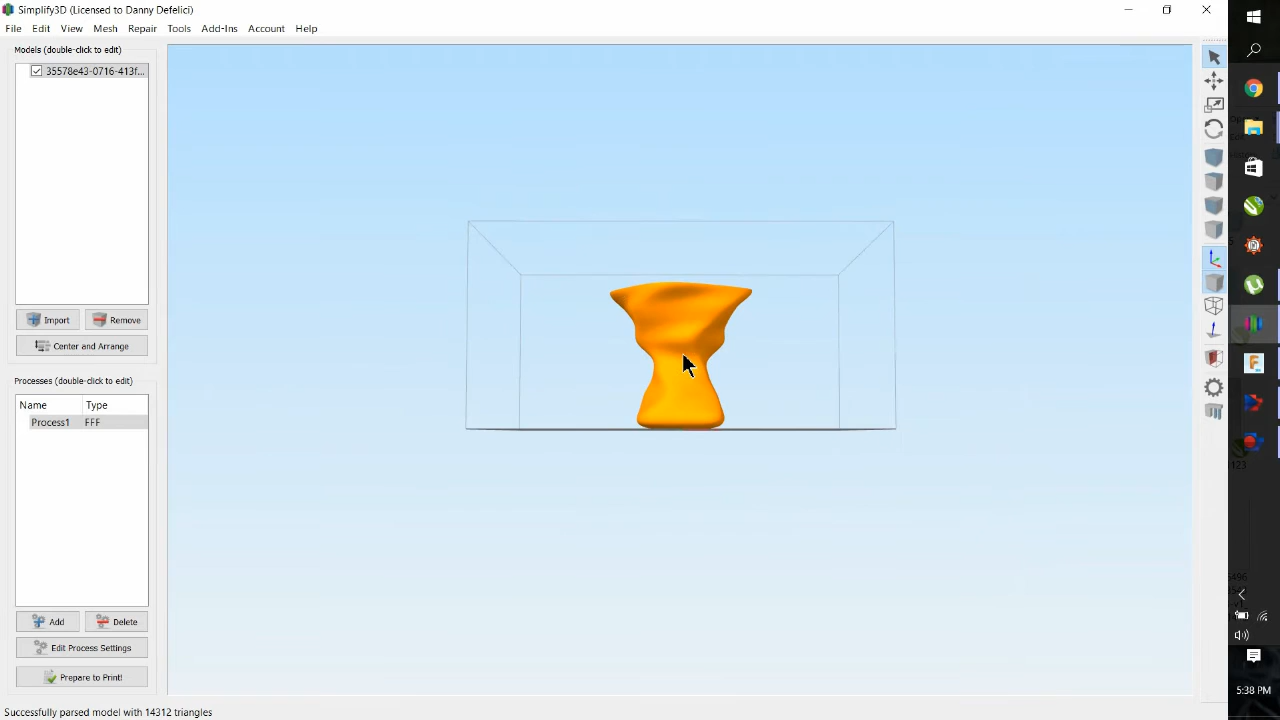 Simplify3D (Licensed to Danny Defelici)
File Edit View Mesh Repair Tools Add-Ins Account Help
Models (double-click to edit)
35578e43-0716-413f...
Import Remove
Center and Arrange
Processes (double-click to edit)
Name Type
Process1 FFF
Add Delete
Edit Process Settings
Prepare to Print!
Successfully parsed model with 14312 triangles
123
5:38 PM